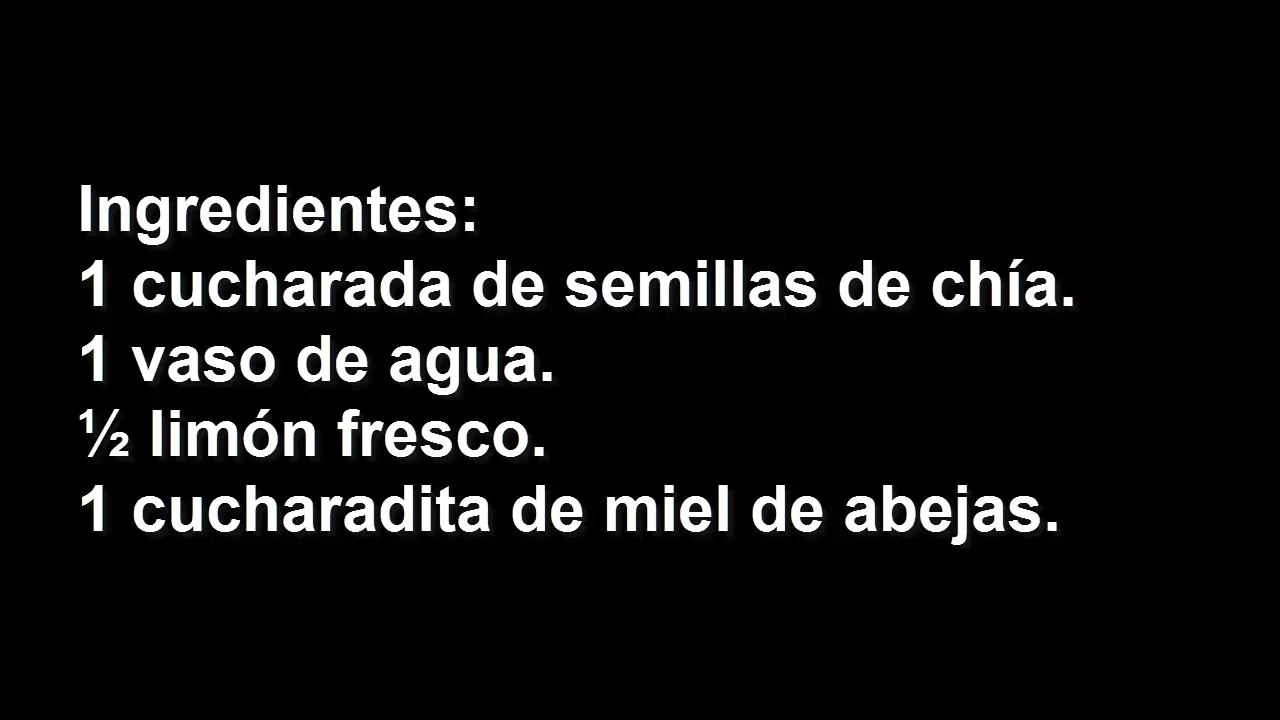 Ingredientes:
1 cucharada de semillas de chía.
1 vaso de agua.
½ limón fresco.
1 cucharadita de miel de abejas.